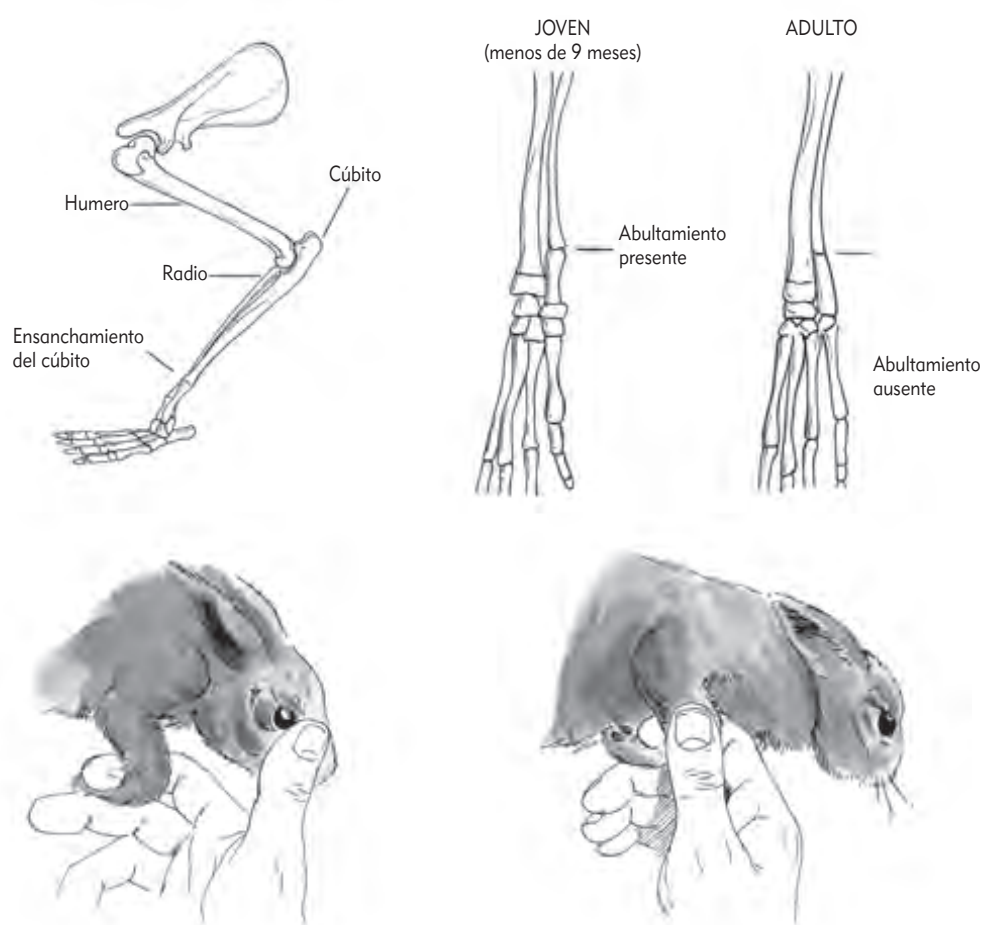 JOVEN
(menos de 9 meses)
ADULTO
Cúbito
Humero
Radio
Abultamiento
presente
Ensanchamiento
del cúbito
Abultamiento
ausente